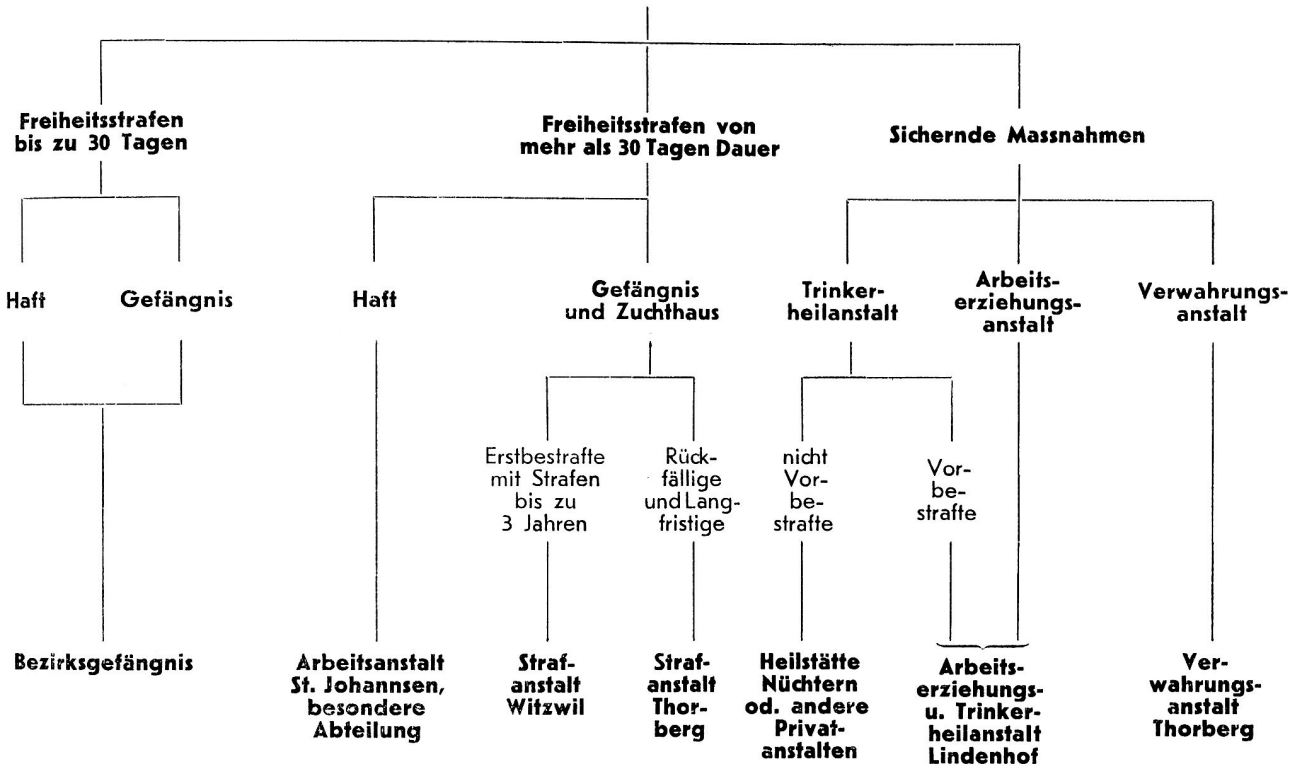 Freiheitsstrafen
bis zu 30 Tagen
Freiheitsstrafen von
mehr als 30 Tagen Dauer
Sichernde Massnahmen
Haft
Gefängnis
Haft
Gefängnis
und Zuchthaus
Trinker-
heilanstalt
Arbeits-
erziehungs-
anstalt
Verwahrungs-
anstalt
Erstbestrafte
mit Strafen
bis zu
3 Jahren
Rück-
fällige
und Lang-
fristige
nicht
Vor-
be-
strafte
Vor-
be-
strafte
Bezirksgefängnis
Arbeitsanstalt
St. Johannsen,
besondere
Abteilung
Straf-
anstalt
Witzwil
Straf-
anstalt
Thor-
berg
Heilstätte
Nüchtern
od. andere
Privat-
anstalten
Arbeits-
erziehungs-
u. Trinker-
heilanstalt
Lindenhof
Ver-
wahrungs-
anstalt
Thorberg